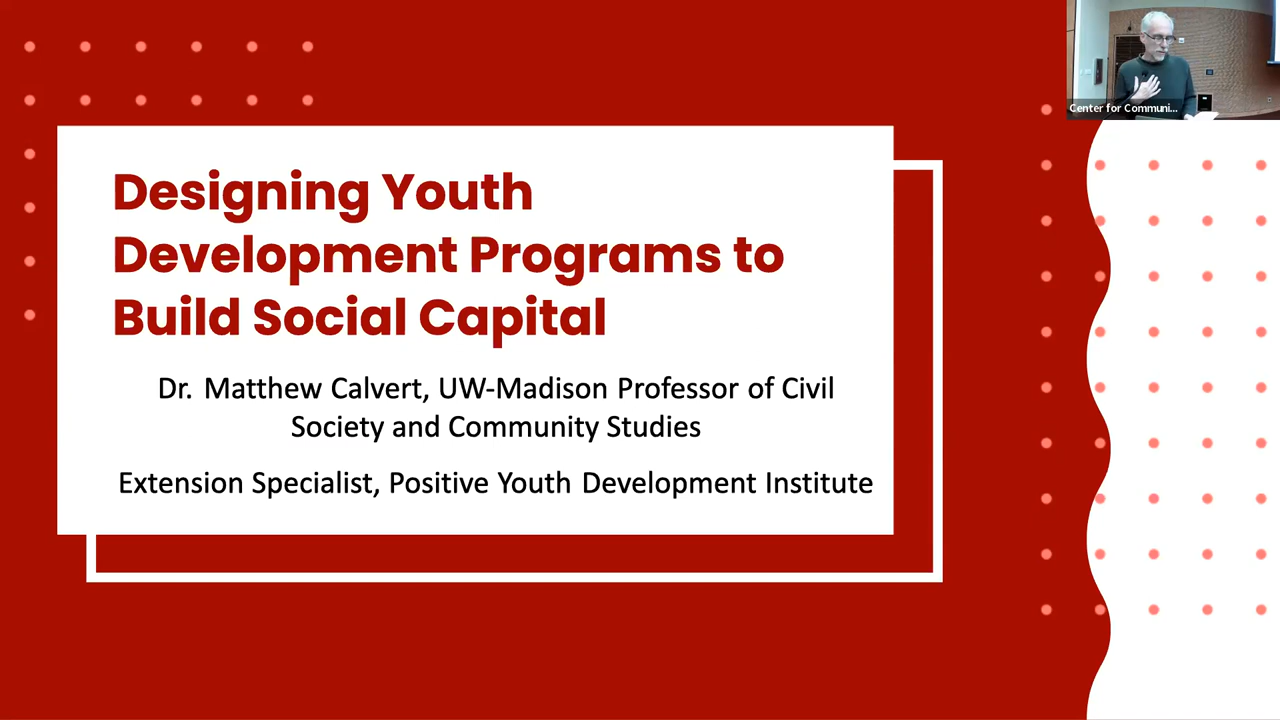 Center for Communi...
Designing Youth
Development Programs to
Build Social Capital
Dr. Matthew Calvert, UW-Madison Professor of Civil
Society and Community Studies
Extension Specialist, Positive Youth Development Institute